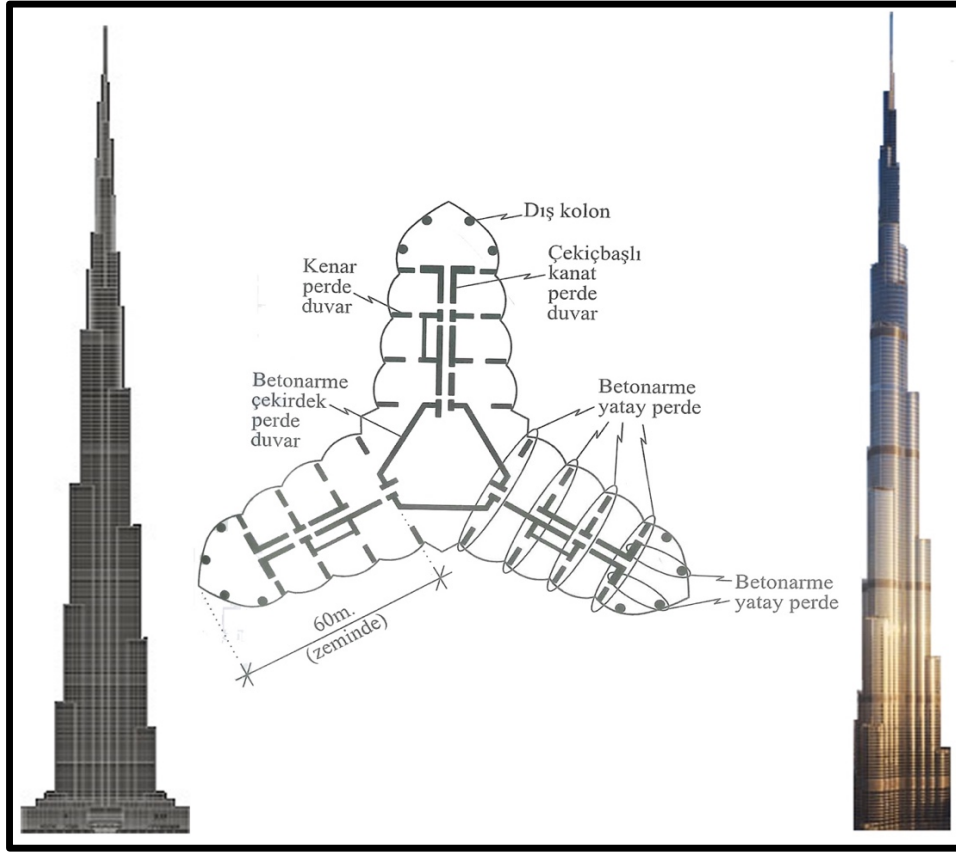 Dış kolon
Kenar
perde
duvar
Çekiçbaşlı
kanat
perde
duvar
Betonarme
çekirdek
perde
duvar
Betonarme
yatay perde
Betonarme
yatay perde
60m.
(zeminde)